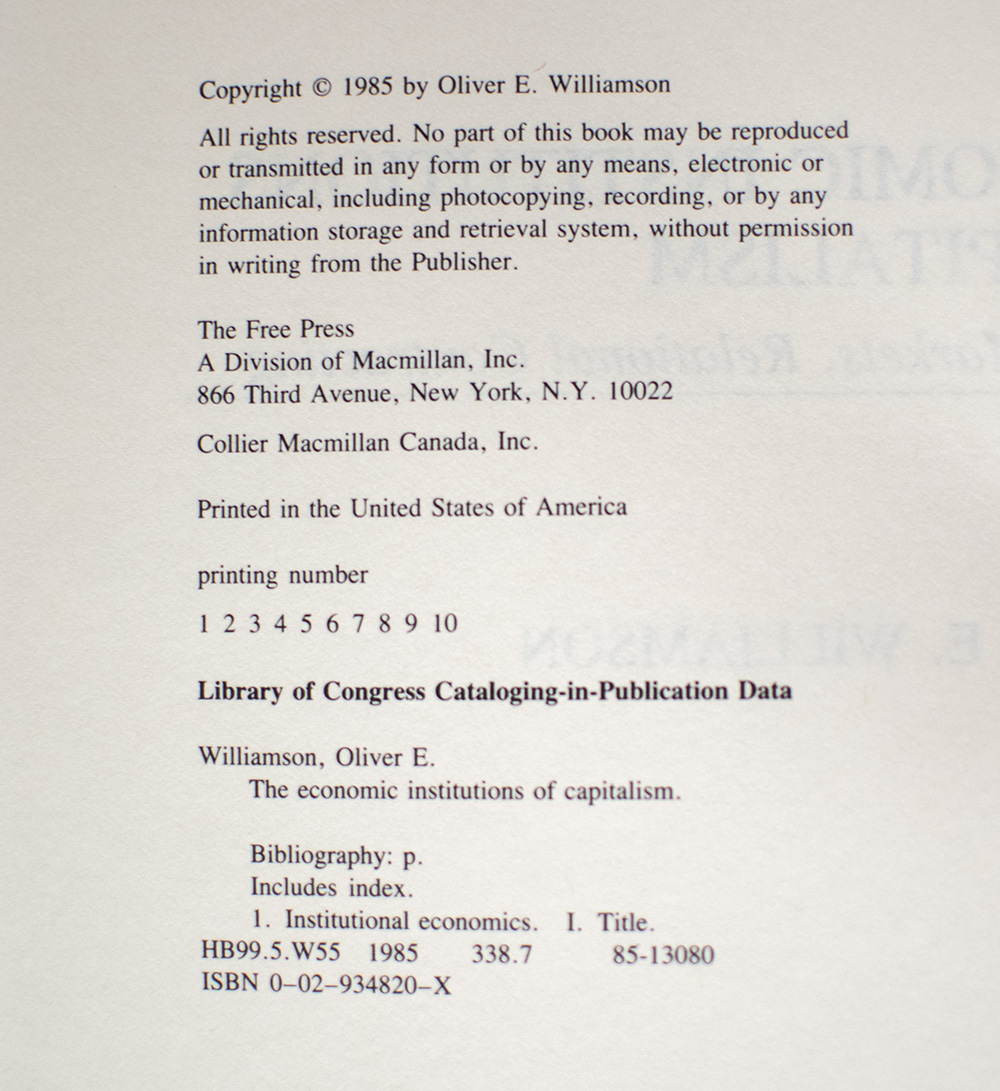 Copyright © 1985 by Oliver E. Williamson
All rights reserved. No part of this book may be reproduced
or transmitted in any form or by any means, electronic or
mechanical, including photocopying, recording, or by any
information storage and retrieval system, without permission
in writing from the Publisher.
The Free Press
A Division of Macmillan, Inc.
866 Third Avenue, New York, N.Y. 10022
Collier Macmillan Canada, Inc.
Printed in the United States of America
printing number
1 2 3 4 5 6 7 8 9 10
Library of Congress Cataloging-in-Publication Data
Williamson, Oliver E.
The economic institutions of capitalism.
Bibliography: p.
Includes index.
1. Institutional economics. I. Title.
HB99.5.W55 1985 338.7 85-13080
ISBN 0–02–934820–X